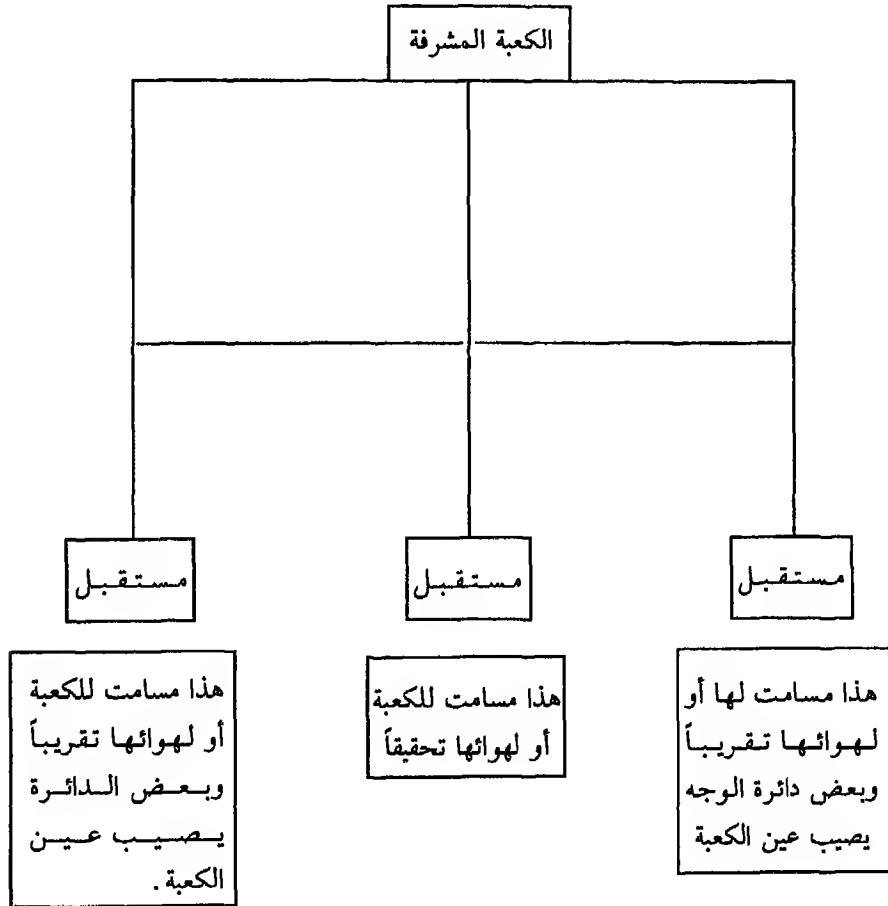 الكعبة المشرفة
مستقبل
مستقبل
مستقبل
هذا مسامت لها أو
لهوائها تقريباً
وبعض دائرة الوجه
يصيب عين الكعبة
هذا مسامت للكعبة
أو لهوائها تحقيقاً
هذا مسامت للكعبة
أو لهوائها تقريباً
وبعض الدائرة
يصيب عين
الكعبة.